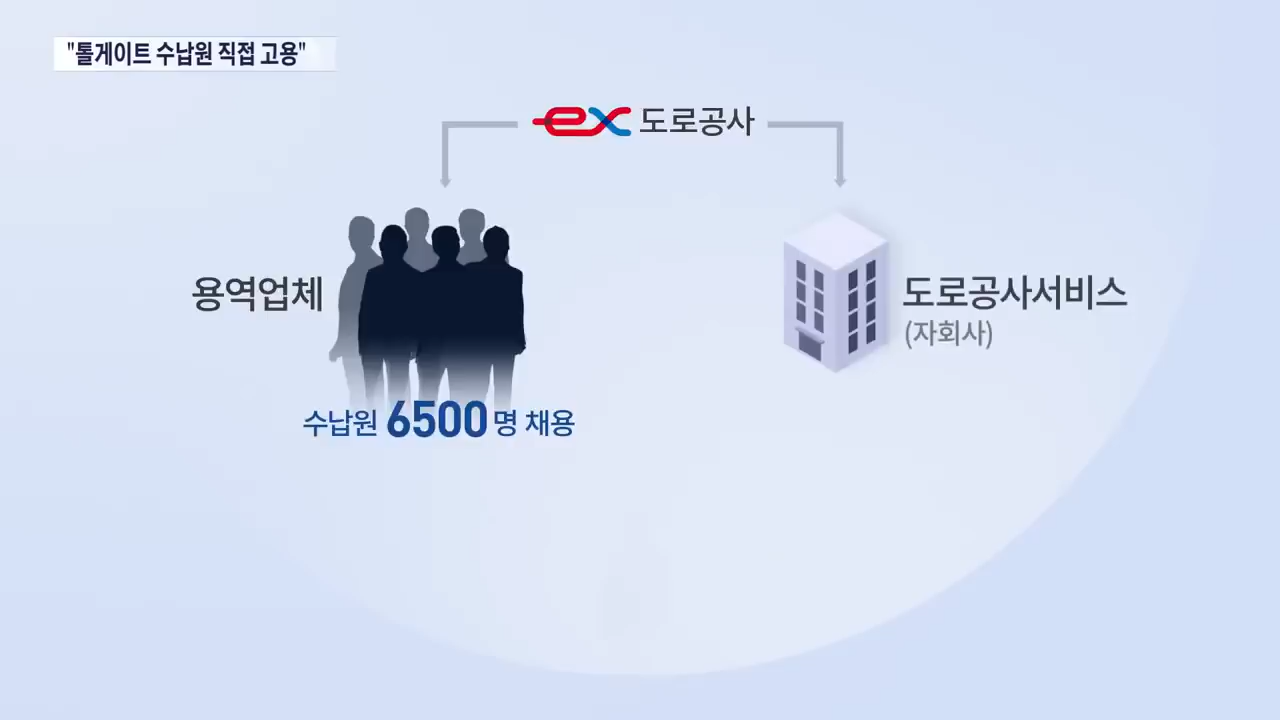 "톨게이트 수납원 직접 고용"
ex 도로공사
용역업체
도로공사서비스
(자회사)
수납원 6500명 채용